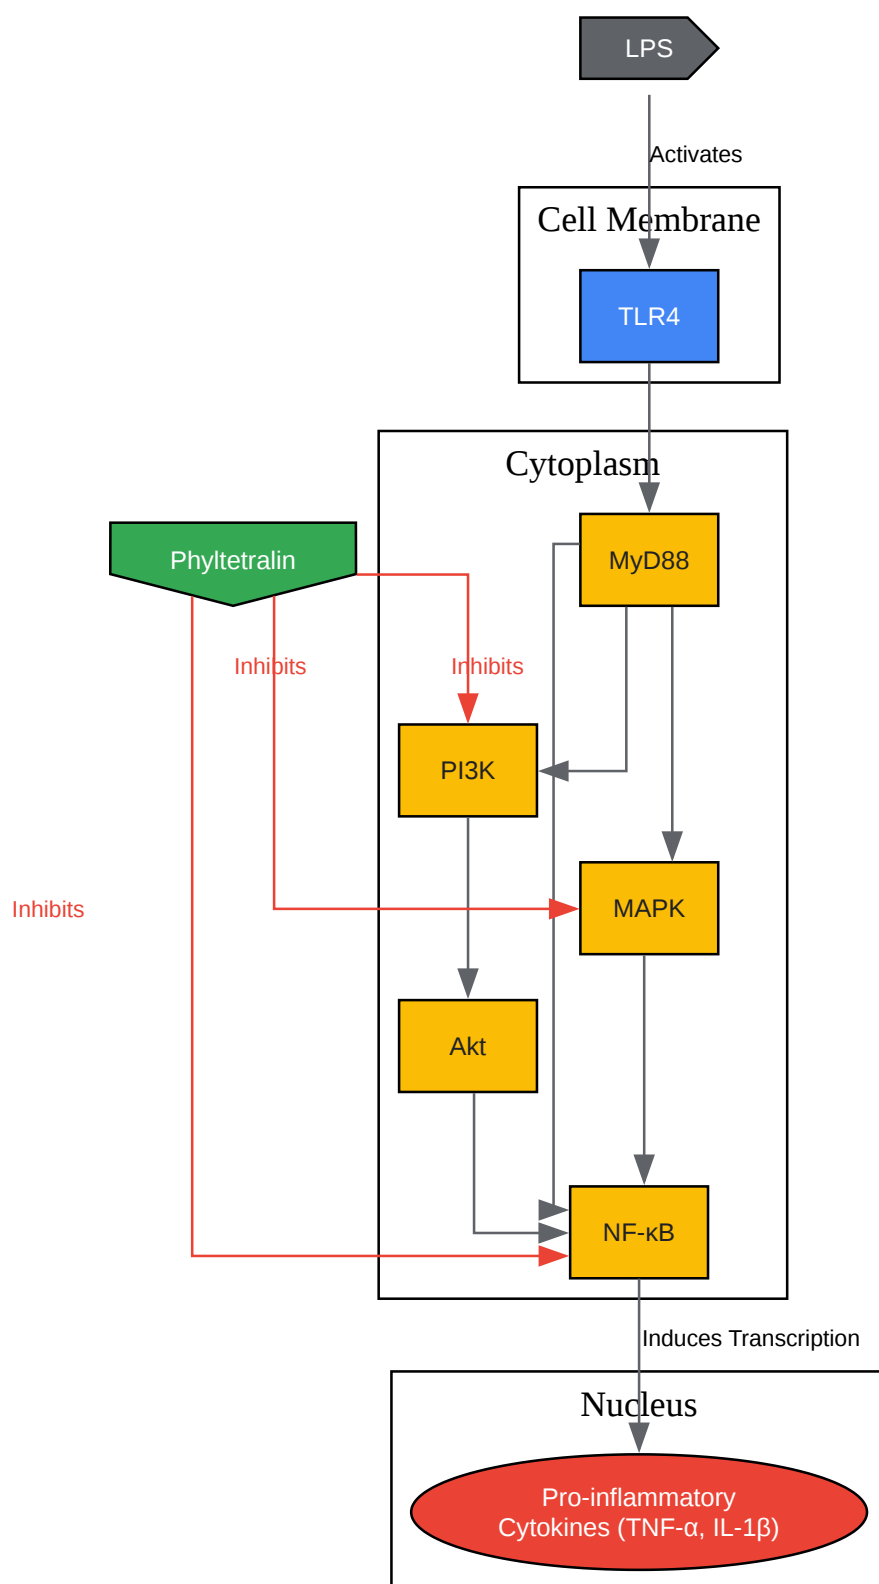 LPS
Activates
Cell Membrane
TLR4
Cytoplasm
Phyltetralin
MyD88
Inhibits
Inhibits
PI3K
Inhibits
MAPK
Akt
NF-κB
Induces Transcription
Nucleus
Pro-inflammatory
Cytokines (TNF-α, IL-1β)